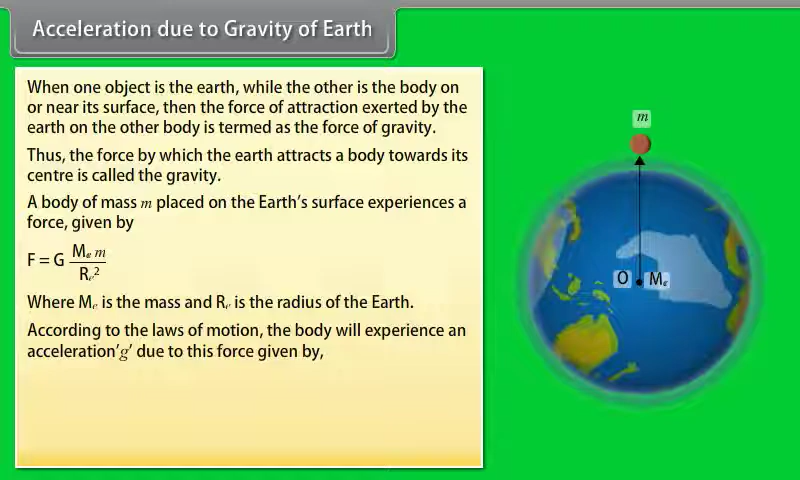 Acceleration due to Gravity of Earth
When one object is the earth, while the other is the body on
or near its surface, then the force of attraction exerted by the
earth on the other body is termed as the force of gravity.
Thus, the force by which the earth attracts a body towards its
centre is called the gravity.
A body of mass m placed on the Earth's surface experiences a
force, given by
F = G Mₑ m / Rₑ²
Where Mₑ is the mass and Rₑ is the radius of the Earth.
According to the laws of motion, the body will experience an
acceleration'g' due to this force given by,
m
O Mₑ